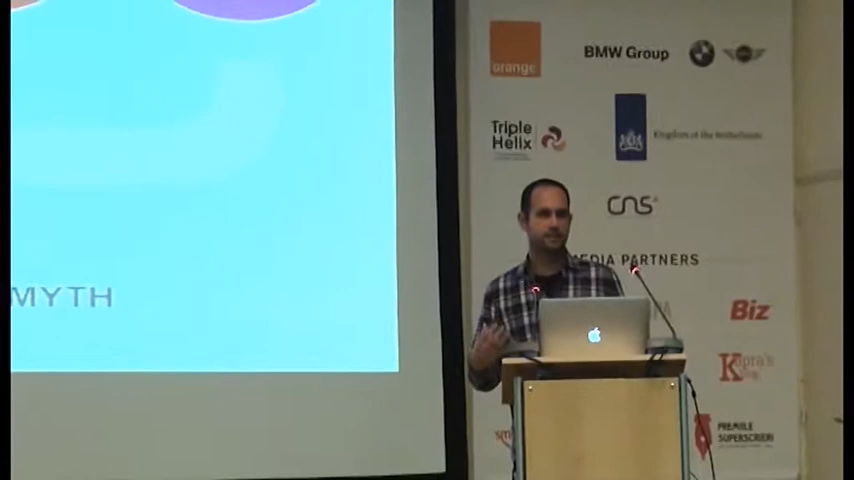 MYTH
orange
BMW Group
Triple
Helix
Kingdom of the Netherlands
cns
MEDIA PARTNERS
Biz
PREMIILE
SUPERSCRIERI